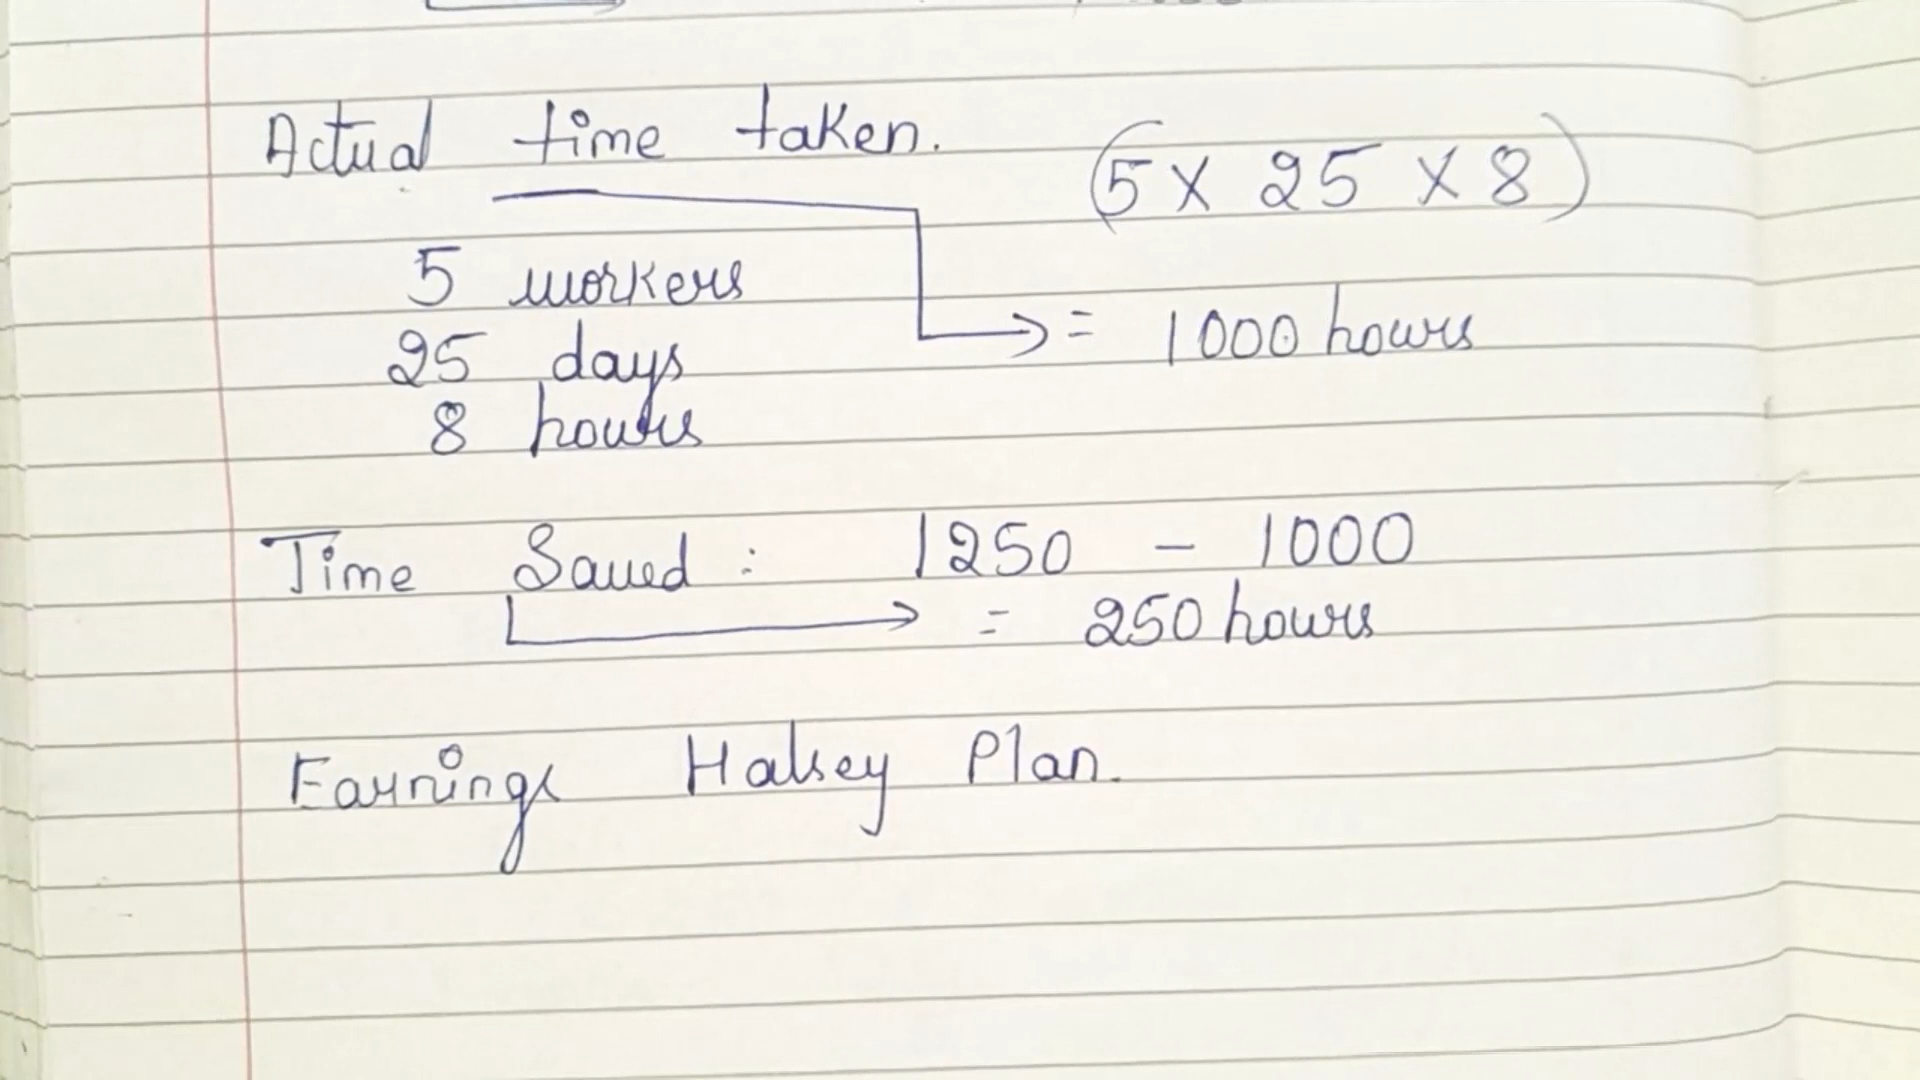 Actual time taken.
(5 x 25 x 8)
5 workers
25 days
8 hours
= 1000 hours
Time Saved : 1250 - 1000
= 250 hours
Earnings Halsey Plan.